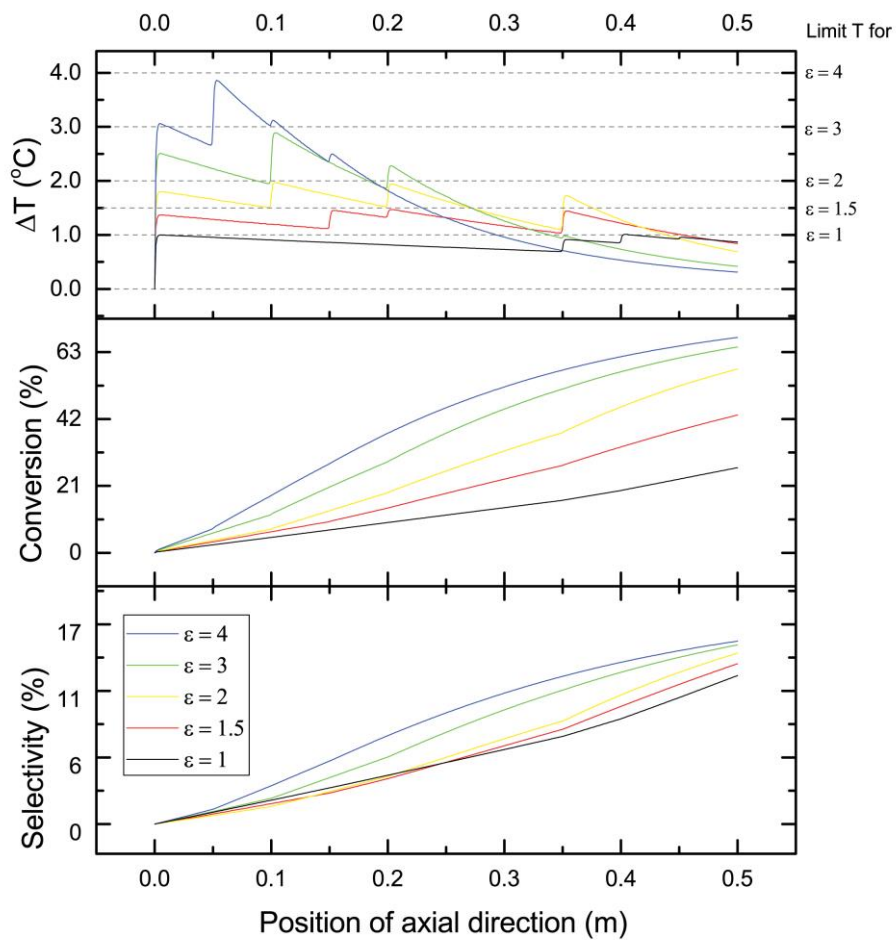 0.0 0.1 0.2 0.3 0.4 0.5
Limit T for
4.0
ε = 4
3.0
ε = 3
2.0
ε = 2
ε = 1.5
1.0
ε = 1
0.0
ΔT (°C)
63
42
21
0
Conversion (%)
17
11
6
0
Selectivity (%)
ε = 4
ε = 3
ε = 2
ε = 1.5
ε = 1
0.0 0.1 0.2 0.3 0.4 0.5
Position of axial direction (m)